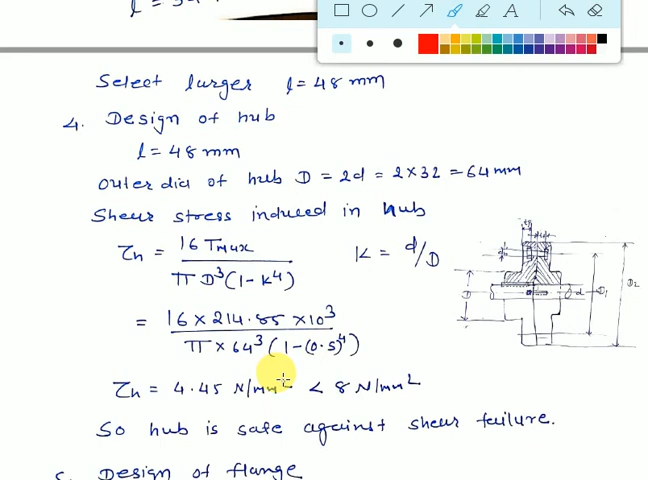 Select larger l = 48 mm
4. Design of hub
l = 48 mm
outer dia of hub D = 2d = 2×32 = 64 mm
Shear stress induced in hub
τh = 16 Tmax / π D³ (1 - K⁴)    K = d/D
= 16 × 214.85 × 10³ / π × 64³ (1 - (0.5)⁴)
τh = 4.45 N/mm² < 8 N/mm²
So hub is safe against shear failure.
5. Design of flange
A
D
d
D1
D2